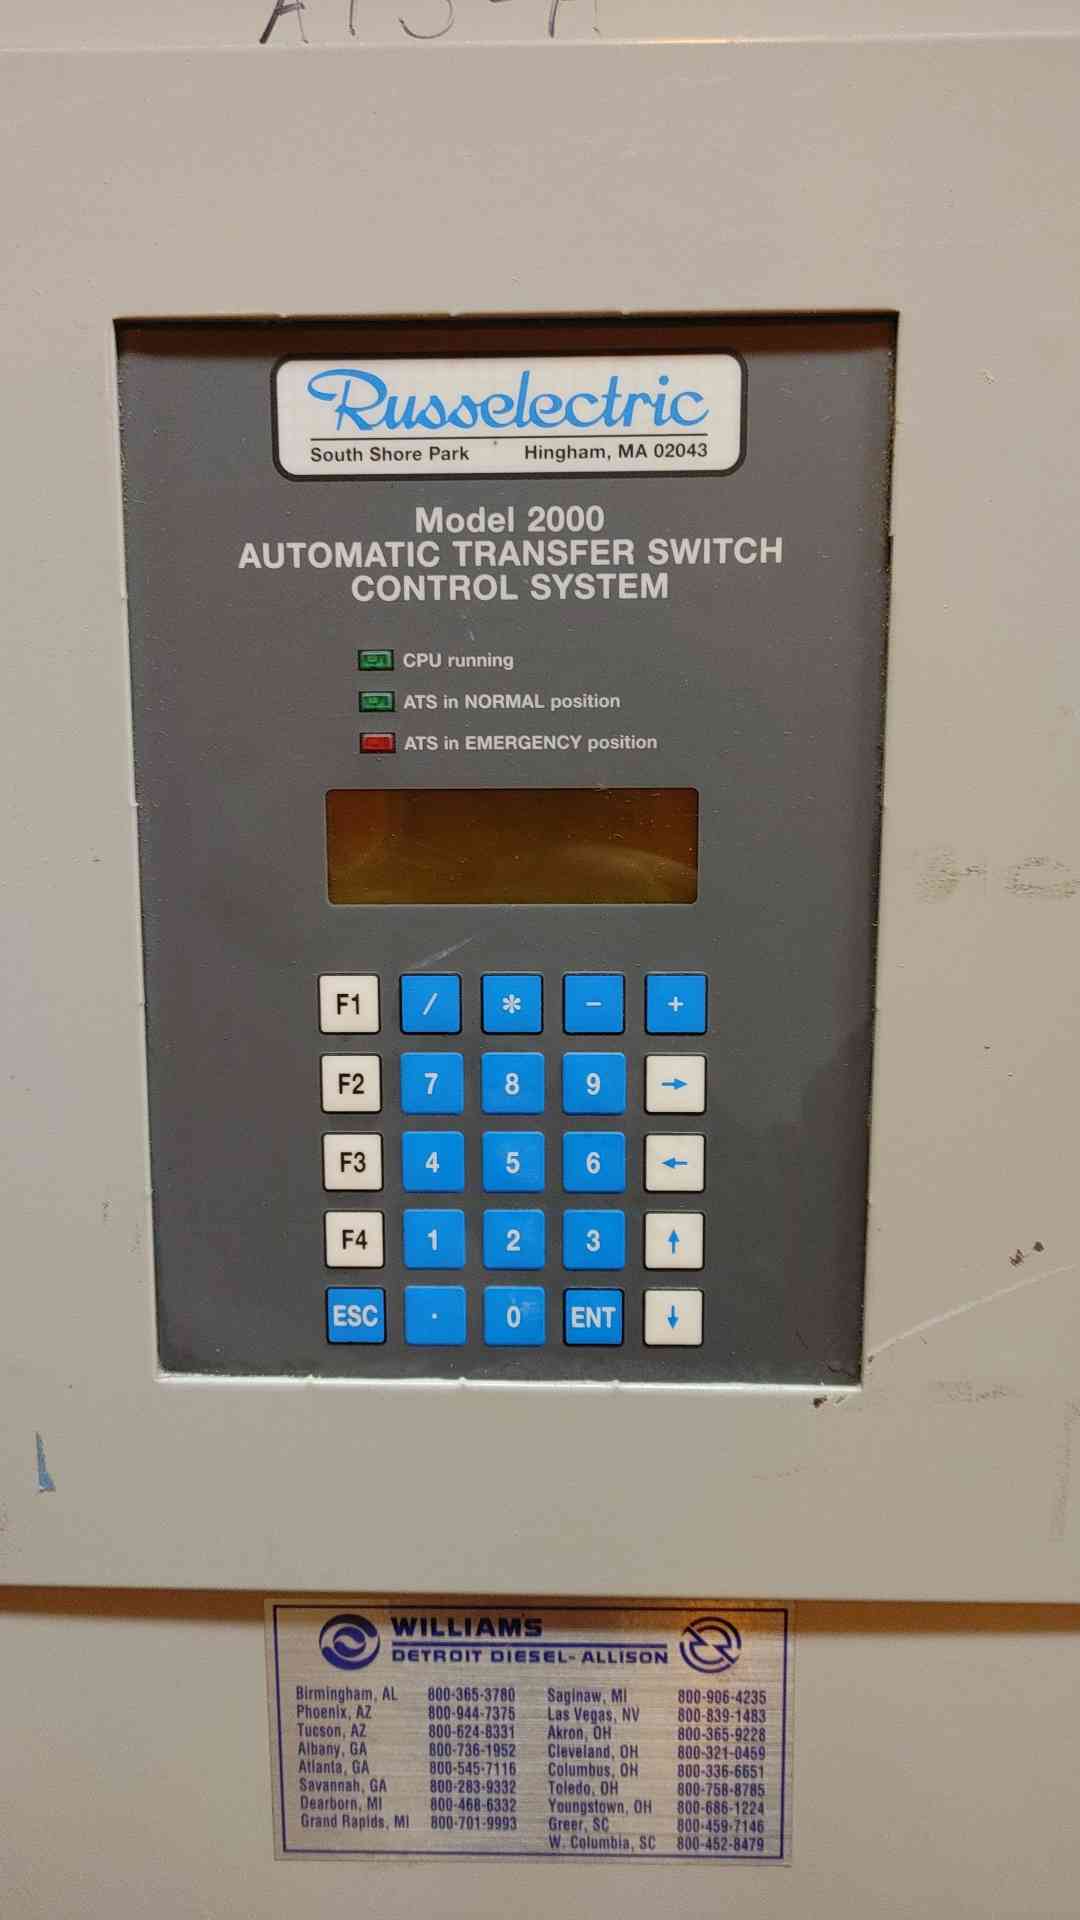 ATS-A
Russelectric
South Shore Park Hingham, MA 02043
Model 2000
AUTOMATIC TRANSFER SWITCH
CONTROL SYSTEM
CPU running
ATS in NORMAL position
ATS in EMERGENCY position
F1 / * - +
F2 7 8 9 →
F3 4 5 6 ←
F4 1 2 3 ↑
ESC . 0 ENT ↓
WILLIAMS
DETROIT DIESEL-ALLISON
Birmingham, AL 800-365-3780 Saginaw, MI 800-906-4235
Phoenix, AZ 800-944-7375 Las Vegas, NV 800-839-1483
Tucson, AZ 800-624-8331 Akron, OH 800-365-9228
Albany, GA 800-736-1952 Cleveland, OH 800-321-0459
Atlanta, GA 800-545-7116 Columbus, OH 800-336-6651
Savannah, GA 800-283-9332 Toledo, OH 800-758-8785
Dearborn, MI 800-468-6332 Youngstown, OH 800-686-1224
Grand Rapids, MI 800-701-9993 Greer, SC 800-459-7146
W. Columbia, SC 800-452-8479